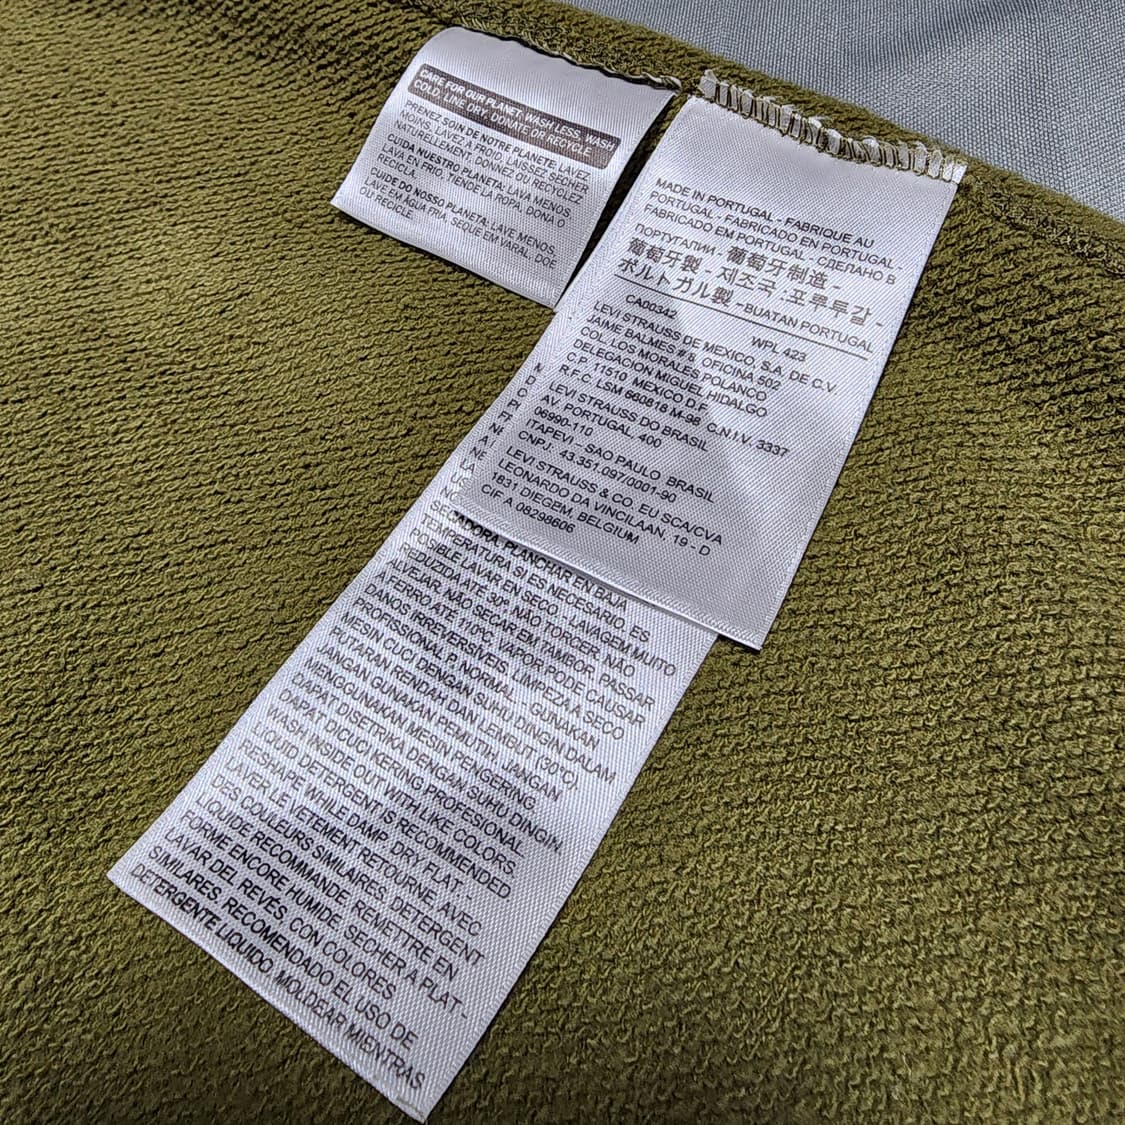 CARE FOR OUR PLANET: WASH LESS, WASH
COLD, LINE DRY, DONATE OR RECYCLE.
PRENEZ SOIN DE NOTRE PLANETE, LAVEZ
MOINS, LAVEZ A FROID, LAISSEZ SECHER
NATURELLEMENT, DONNEZ OU RECYCLEZ
CUIDA NUESTRO PLANETA: LAVA MENOS,
LAVA EN FRIO, TIENDE LA ROPA, DONA O
RECICLA.
CUIDE DO NOSSO PLANETA: LAVE MENOS,
LAVE EM ÁGUA FRIA, SEQUE EM VARAL, DOE
OU RECICLE.
MADE IN PORTUGAL - FABRIQUE AU
PORTUGAL - FABRICADO EN PORTUGAL -
FABRICADO EM PORTUGAL - СДЕЛАНО В
ПОРТУГАЛИИ - 葡萄牙制造 -
葡萄牙製 - 제조국 :포루투갈 -
ポルトガル製 - BUATAN PORTUGAL
CA00342 WPL 423
LEVI STRAUSS DE MEXICO, S.A. DE C.V.
JAIME BALMES # 8, OFICINA 502
COL. LOS MORALES POLANCO
DELEGACION MIGUEL HIDALGO
C.P. 11510 MEXICO D.F.
R.F.C. LSM 660818 M-98 C.N.I.V. 3337
LEVI STRAUSS DO BRASIL
AV. PORTUGAL, 400
06990-110
ITAPEVI - SAO PAULO BRASIL
CNPJ: 43.351.097/0001-90
LEVI STRAUSS & CO. EU SCA/CVA
LEONARDO DA VINCILAAN, 19 - D
1831 DIEGEM, BELGIUM
CIF A 08298606
SECADORA, PLANCHAR EN BAJA
TEMPERATURA SI ES NECESARIO, ES
POSIBLE LAVAR EN SECO - LAVAGEM MUITO
REDUZIDA ATÉ 30°, NÃO TORCER, NÃO
ALVEJAR, NÃO SECAR EM TAMBOR, PASSAR
A FERRO ATÉ 110ºC, VAPOR PODE CAUSAR
DANOS IRREVERSÍVEIS, LIMPEZA A SECO
PROFISSIONAL P, NORMAL - GUNAKAN
MESIN CUCI DENGAN SUHU DINGIN DALAM
PUTARAN RENDAH DAN LEMBUT (30°C).
JANGAN GUNAKAN PEMUTIH, JANGAN
MENGGUNAKAN MESIN PENGERING,
DAPAT DISETRIKA DENGAN SUHU DINGIN,
DAPAT DICUCI KERING PROFESIONAL
WASH INSIDE OUT WITH LIKE COLORS.
LIQUID DETERGENT IS RECOMMENDED.
RESHAPE WHILE DAMP. DRY FLAT. -
LAVER LE VETEMENT RETOURNE, AVEC
DES COULEURS SIMILAIRES. DETERGENT
LIQUIDE RECOMMANDE. REMETTRE EN
FORME ENCORE HUMIDE. SECHER A PLAT -
LAVAR DEL REVÉS, CON COLORES
SIMILARES. RECOMENDADO EL USO DE
DETERGENTE LIQUIDO. MOLDEAR MIENTRAS